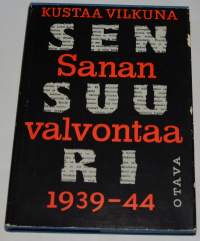 KUSTAA VILKUNA
SEN
Sanan
SUU
valvontaa
RI
1939-44
OTAVA